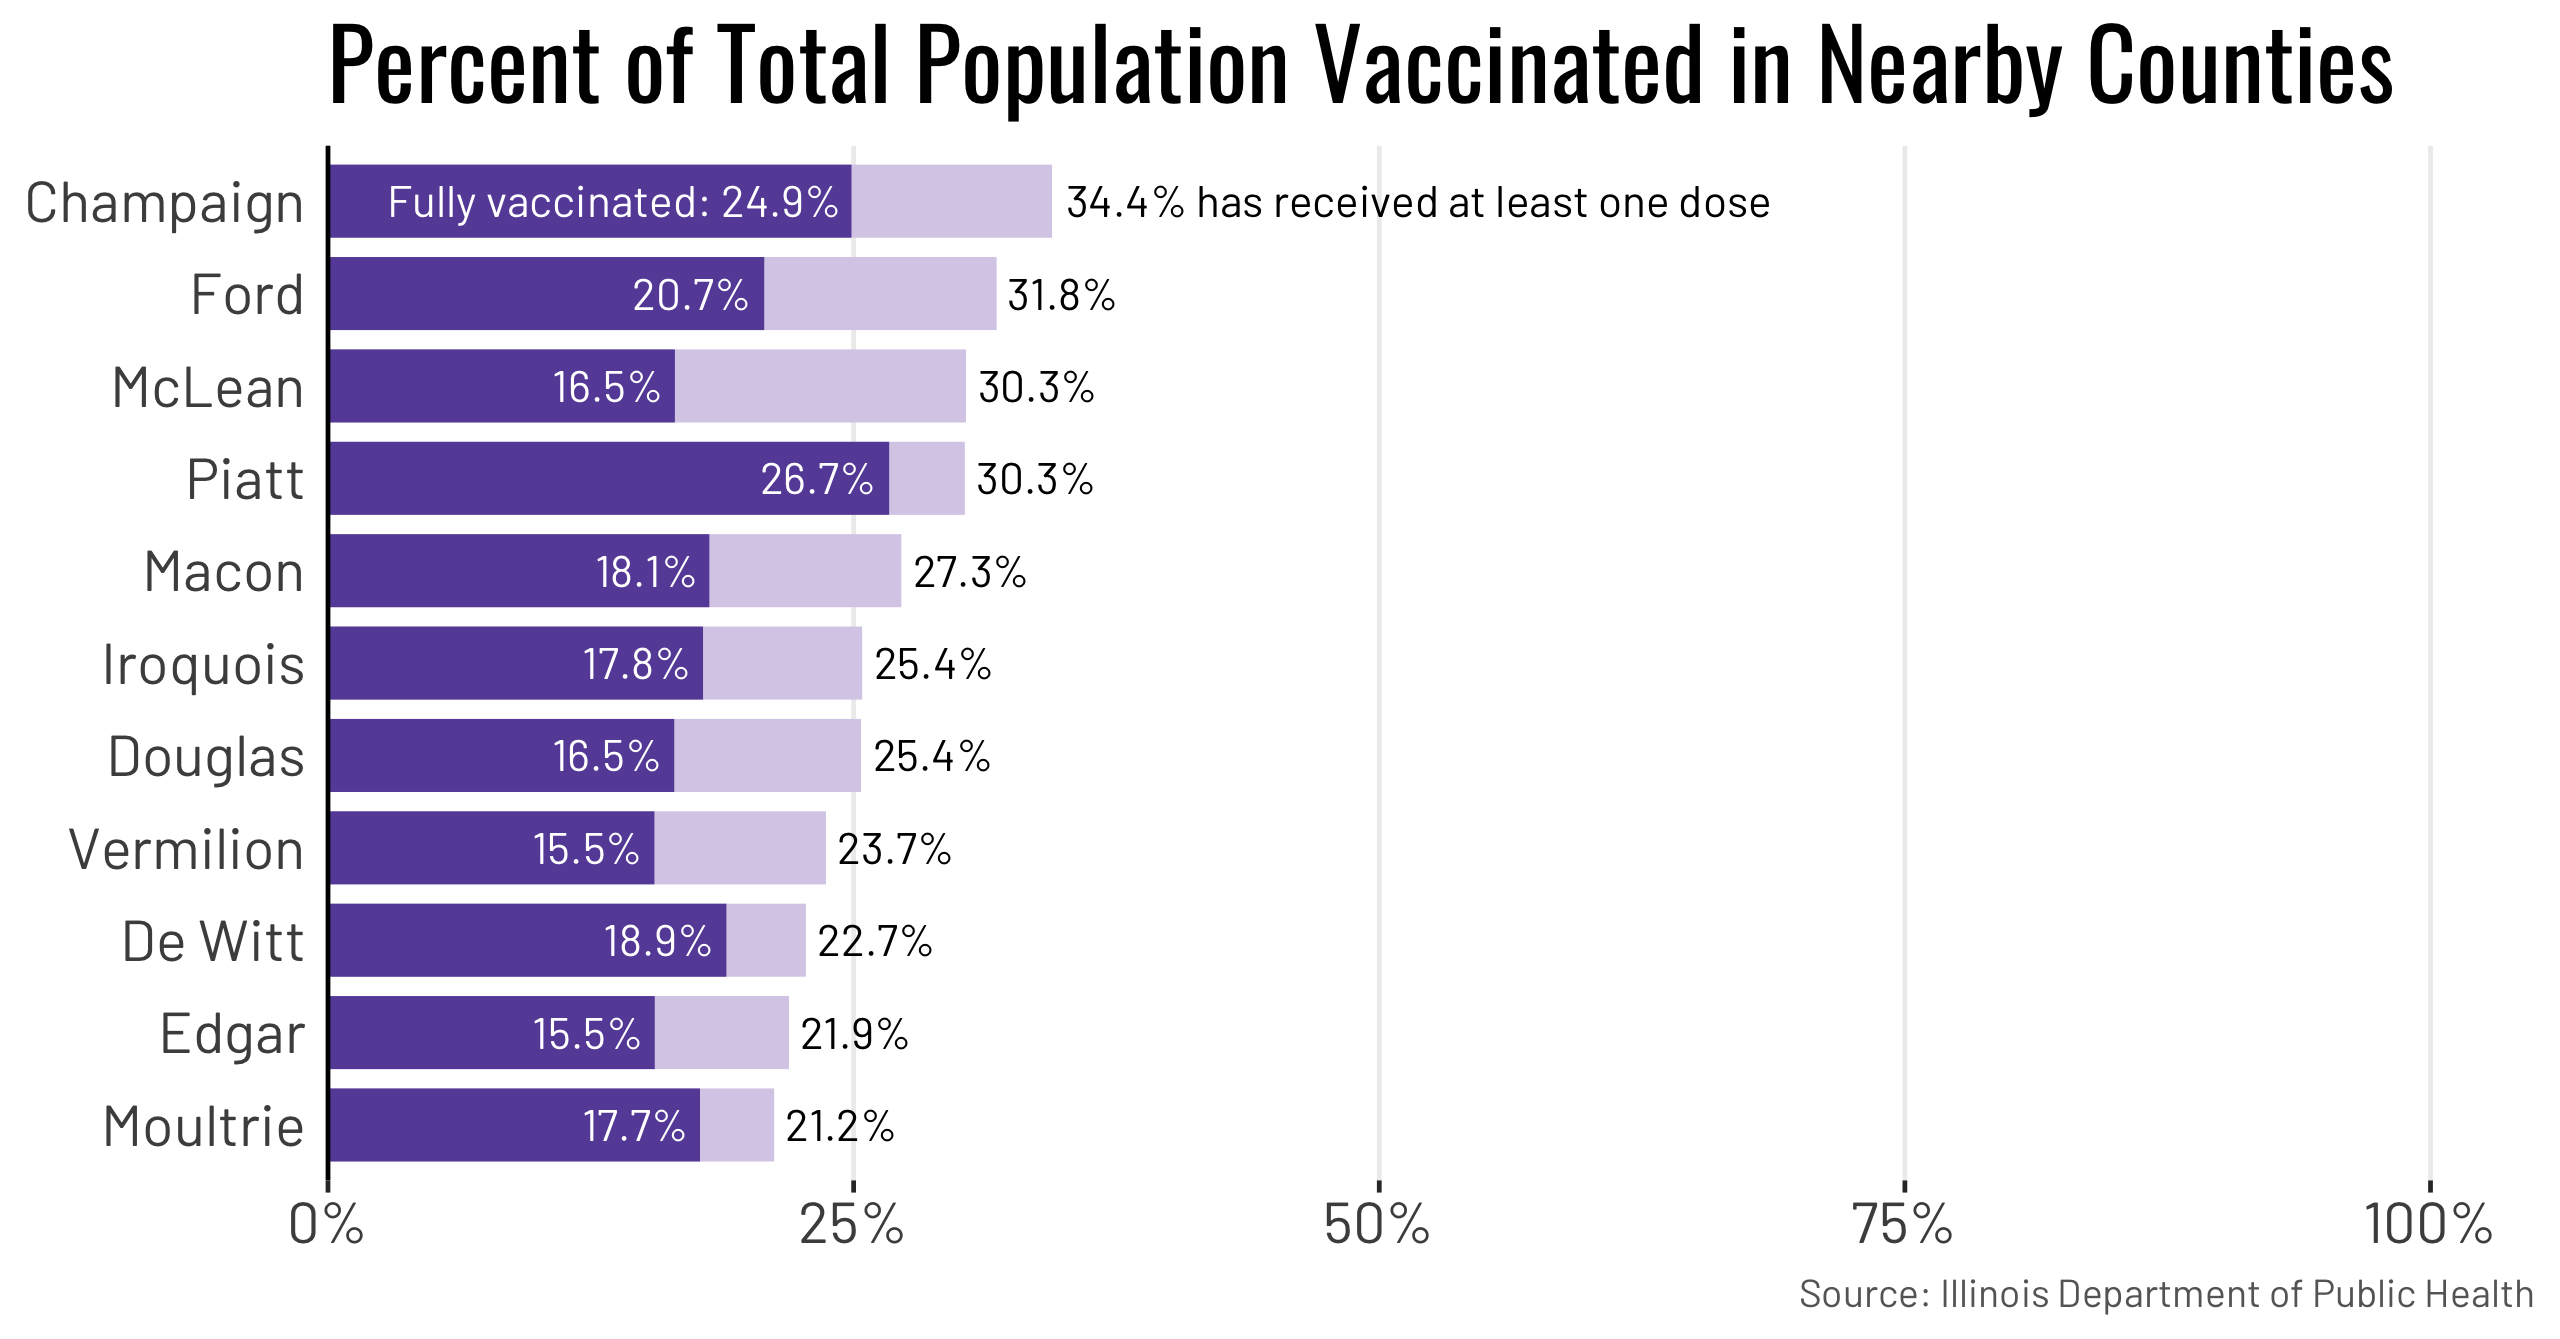 Percent of Total Population Vaccinated in Nearby Counties
Champaign Fully vaccinated: 24.9% 34.4% has received at least one dose
Ford 20.7% 31.8%
McLean 16.5% 30.3%
Piatt 26.7% 30.3%
Macon 18.1% 27.3%
Iroquois 17.8% 25.4%
Douglas 16.5% 25.4%
Vermilion 15.5% 23.7%
De Witt 18.9% 22.7%
Edgar 15.5% 21.9%
Moultrie 17.7% 21.2%
0% 25% 50% 75% 100%
Source: Illinois Department of Public Health